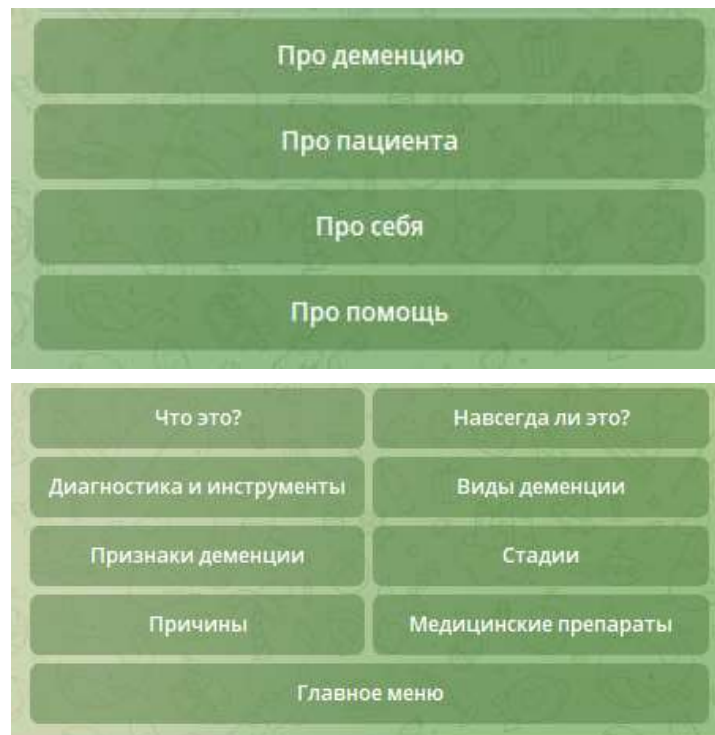 Про деменцию
Про пациента
Про себя
Про помощь
Что это? Навсегда ли это?
Диагностика и инструменты Виды деменции
Признаки деменции Стадии
Причины Медицинские препараты
Главное меню